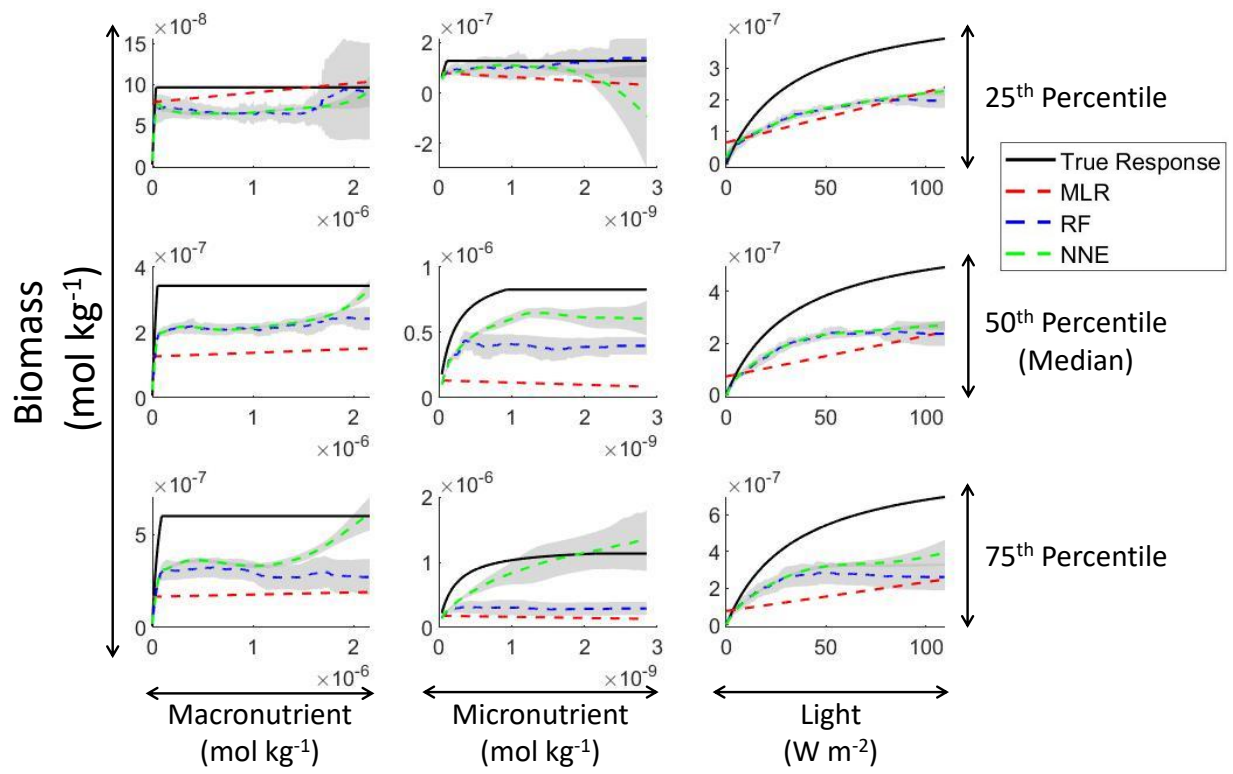 ×10⁻⁸
×10⁻⁷
×10⁻⁷
15
10
5
0
2
0
-2
3
2
1
0
0 1 2
0 1 2 3
0 50 100
×10⁻⁶
×10⁻⁹
25th Percentile
True Response
MLR
RF
NNE
×10⁻⁷
×10⁻⁶
×10⁻⁷
4
2
0
1
0.5
0
6
4
2
0
0 1 2
0 1 2 3
0 50 100
×10⁻⁶
×10⁻⁹
50th Percentile
(Median)
×10⁻⁷
×10⁻⁶
×10⁻⁷
5
0
2
1
0
6
4
2
0
0 1 2
0 1 2 3
0 50 100
×10⁻⁶
×10⁻⁹
75th Percentile
Biomass
(mol kg⁻¹)
Macronutrient
(mol kg⁻¹)
Micronutrient
(mol kg⁻¹)
Light
(W m⁻²)